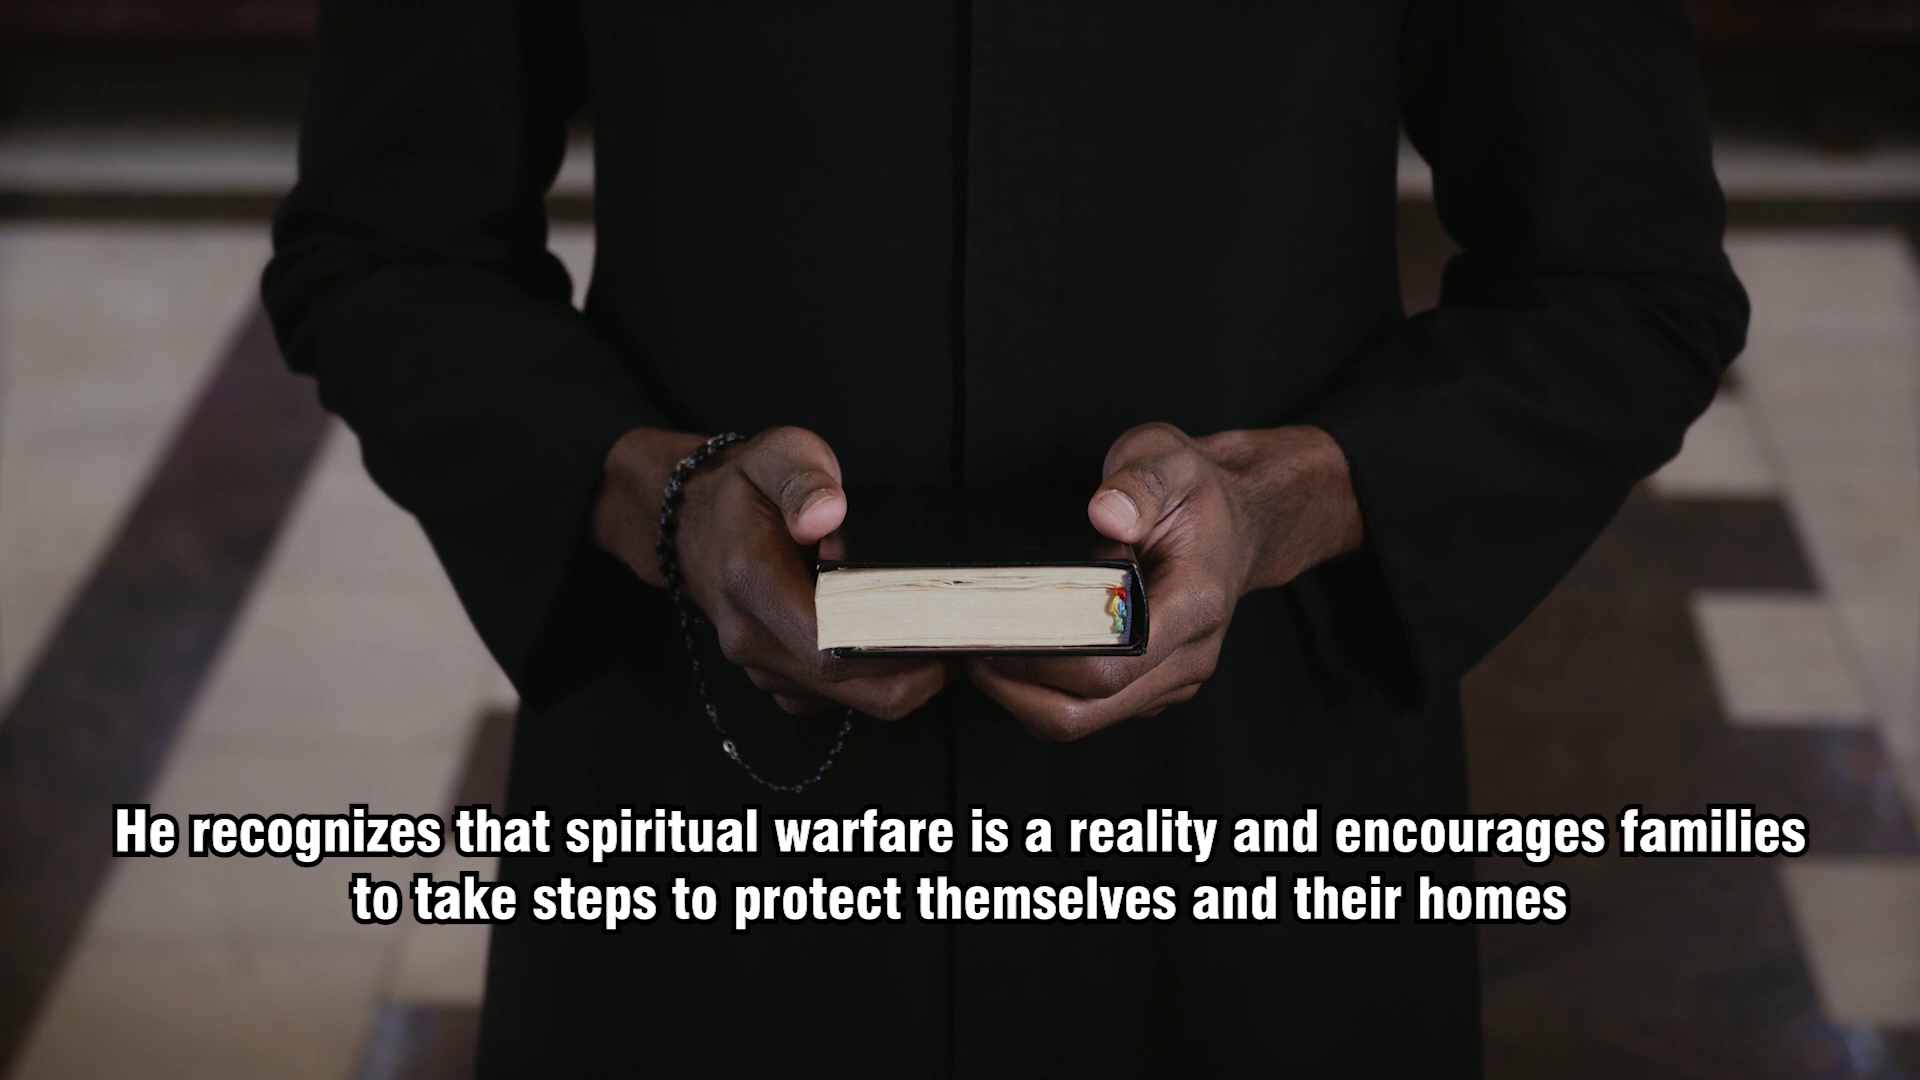 He recognizes that spiritual warfare is a reality and encourages families
to take steps to protect themselves and their homes